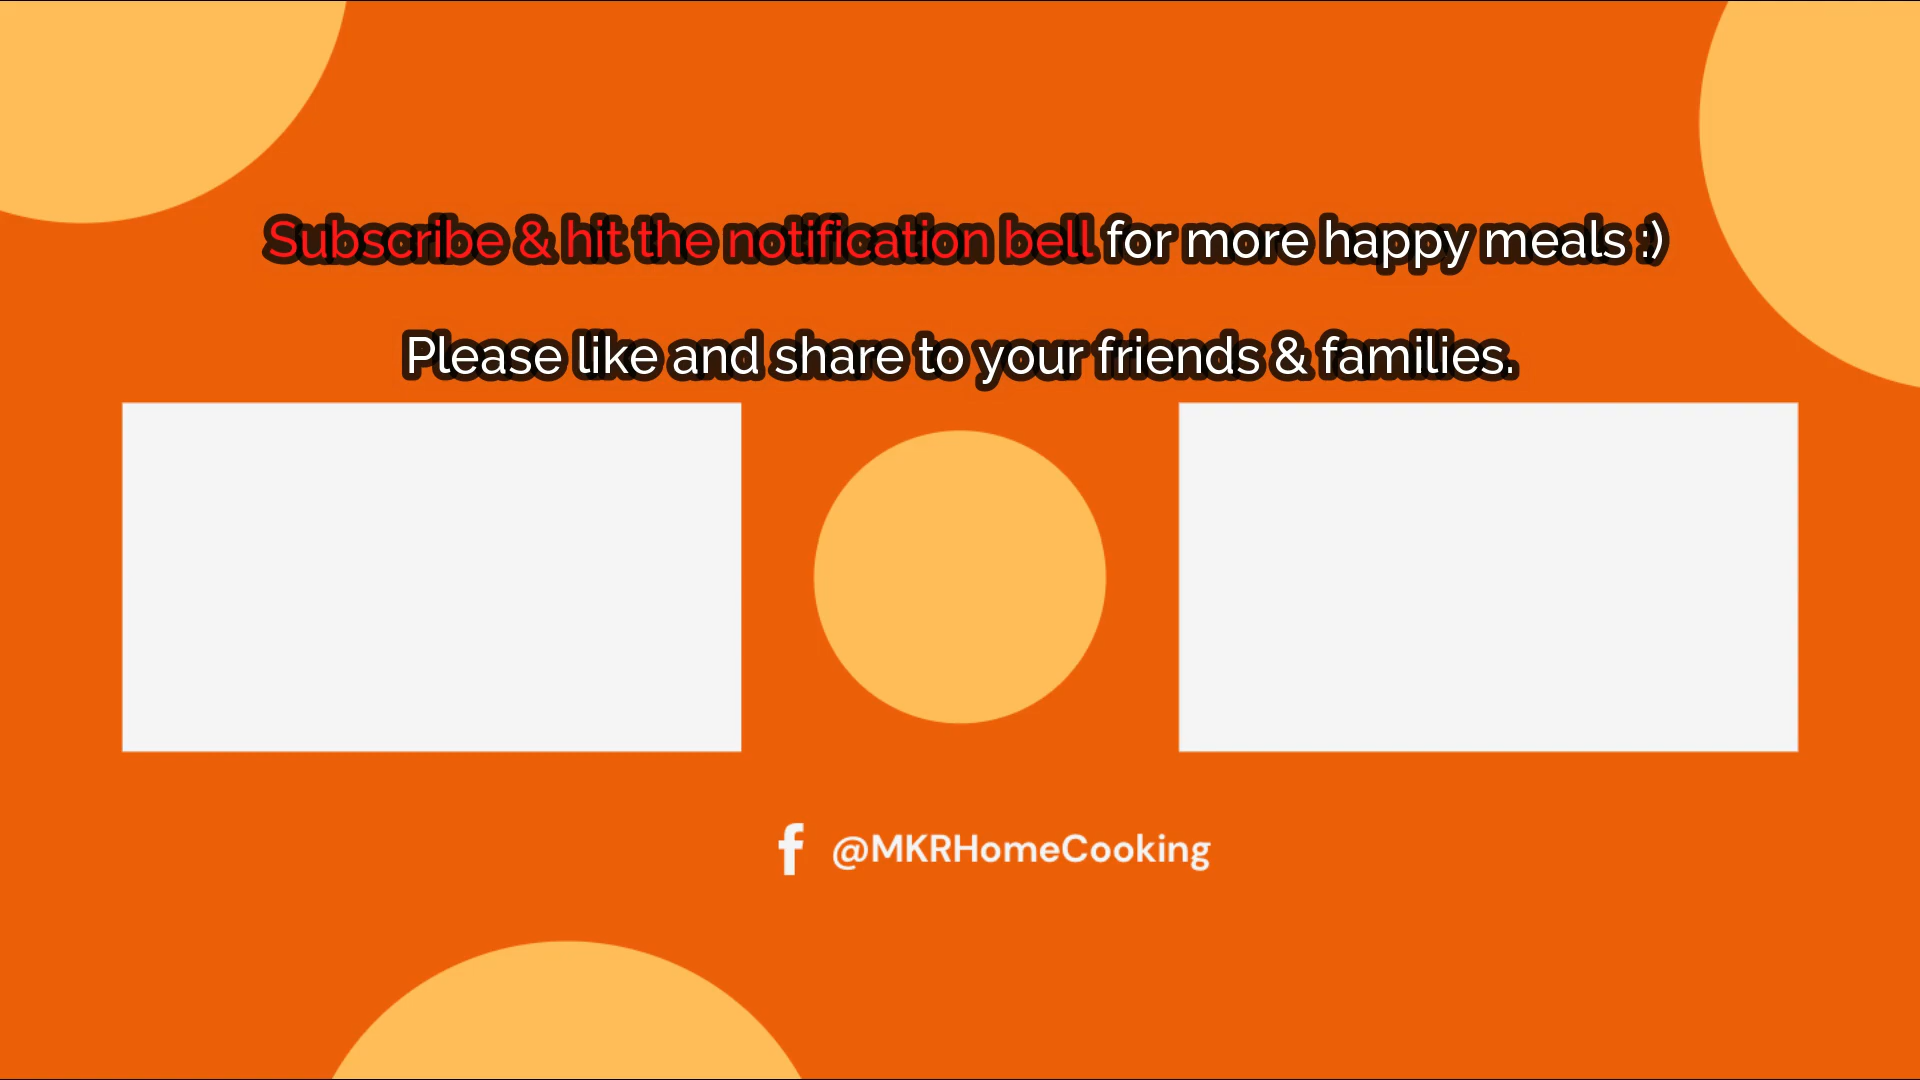 Subscribe & hit the notification bell for more happy meals :)
Please like and share to your friends & families.
@MKRHomeCooking